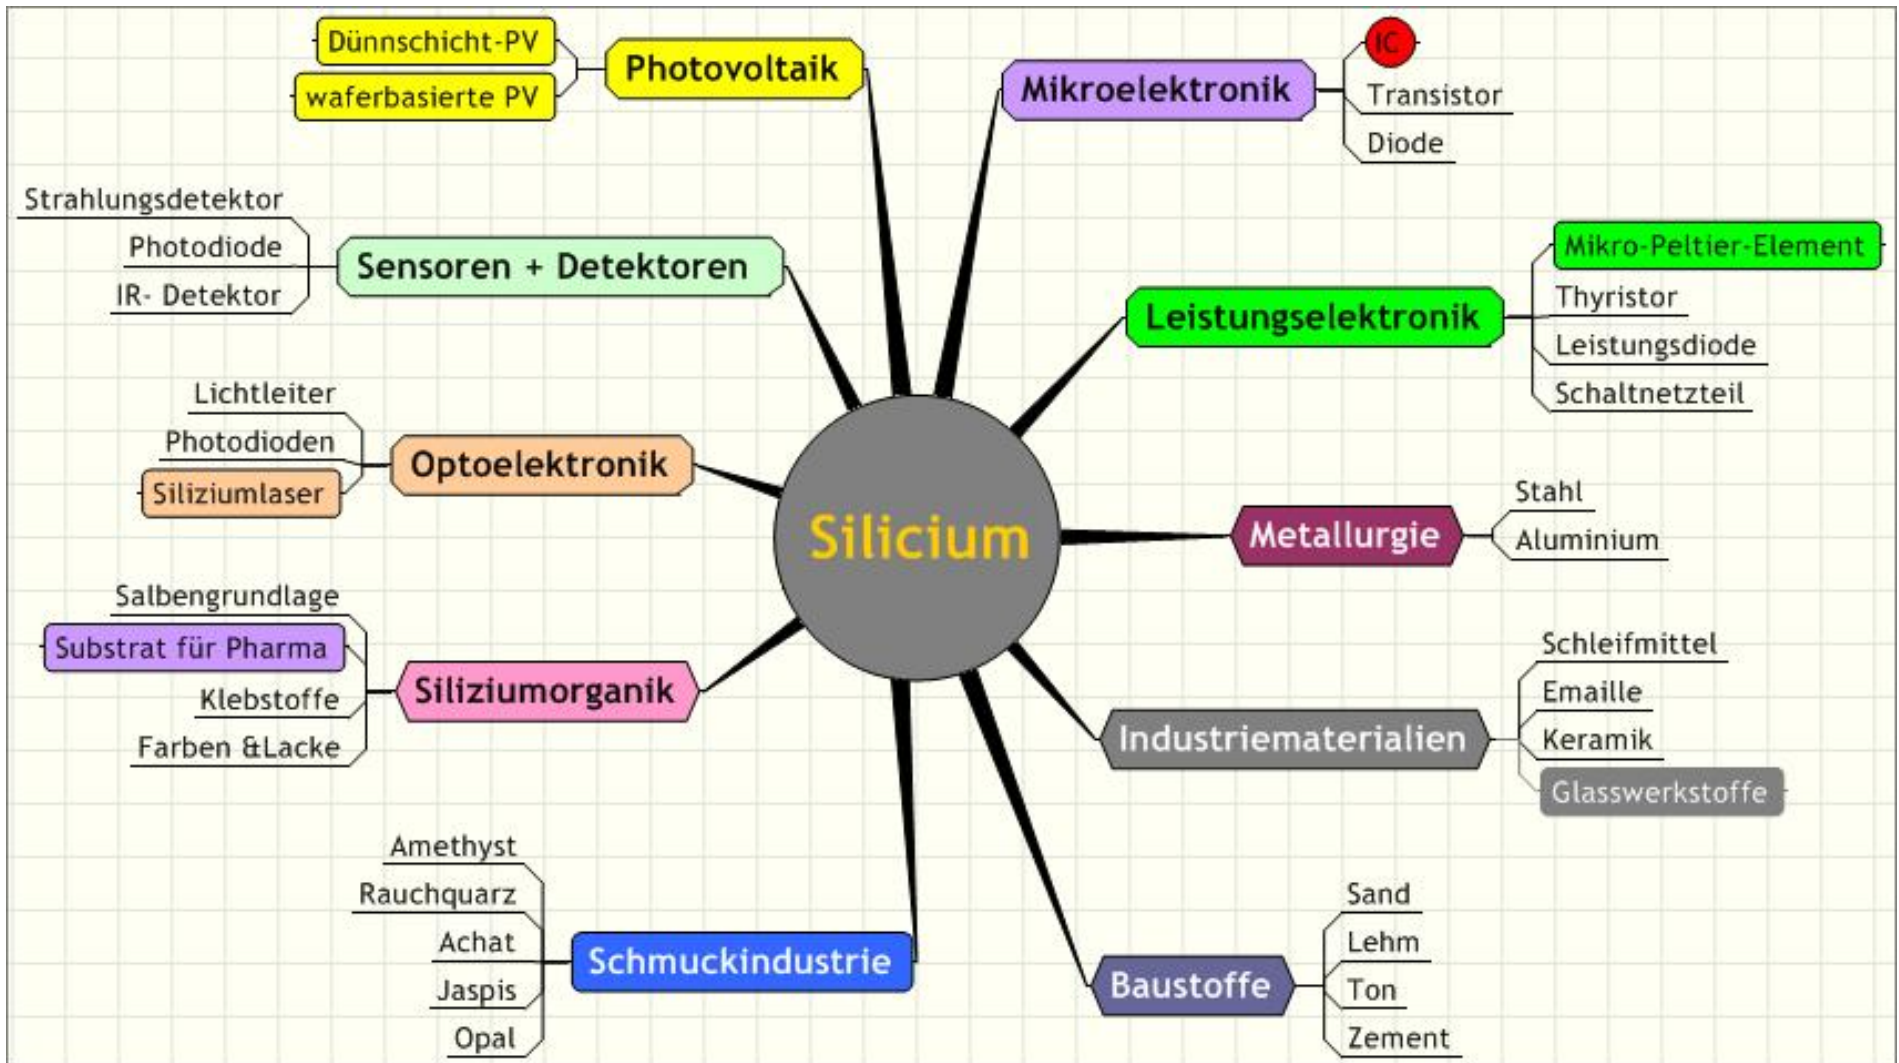 Silicium
Photovoltaik
Dünnschicht-PV
waferbasierte PV
Sensoren + Detektoren
Strahlungsdetektor
Photodiode
IR- Detektor
Optoelektronik
Lichtleiter
Photodioden
Siliziumlaser
Siliziumorganik
Salbengrundlage
Substrat für Pharma
Klebstoffe
Farben &Lacke
Schmuckindustrie
Amethyst
Rauchquarz
Achat
Jaspis
Opal
Mikroelektronik
IC
Transistor
Diode
Leistungselektronik
Mikro-Peltier-Element
Thyristor
Leistungsdiode
Schaltnetzteil
Metallurgie
Stahl
Aluminium
Industriematerialien
Schleifmittel
Emaille
Keramik
Glasswerkstoffe
Baustoffe
Sand
Lehm
Ton
Zement